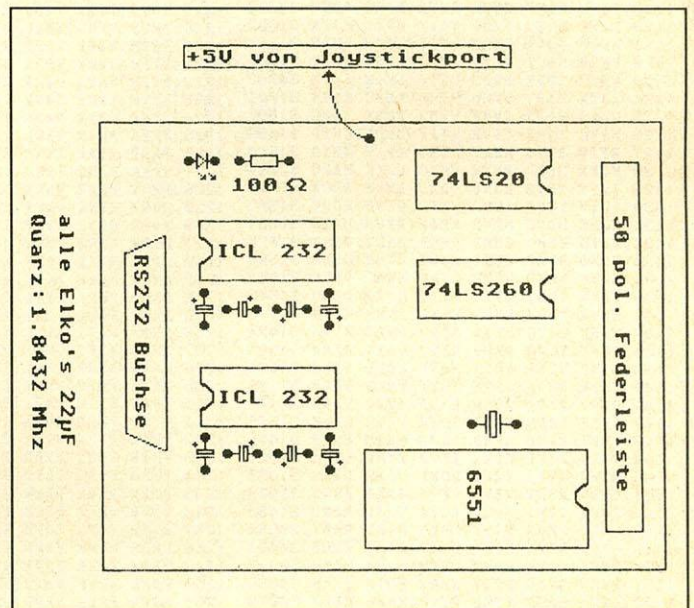 +5V von Joystickport
100 Ω
74LS20
ICL 232
74LS260
ICL 232
6551
50 pol. Federleiste
RS232 Buchse
alle Elko's 22µF
Quarz:1.8432 Mhz